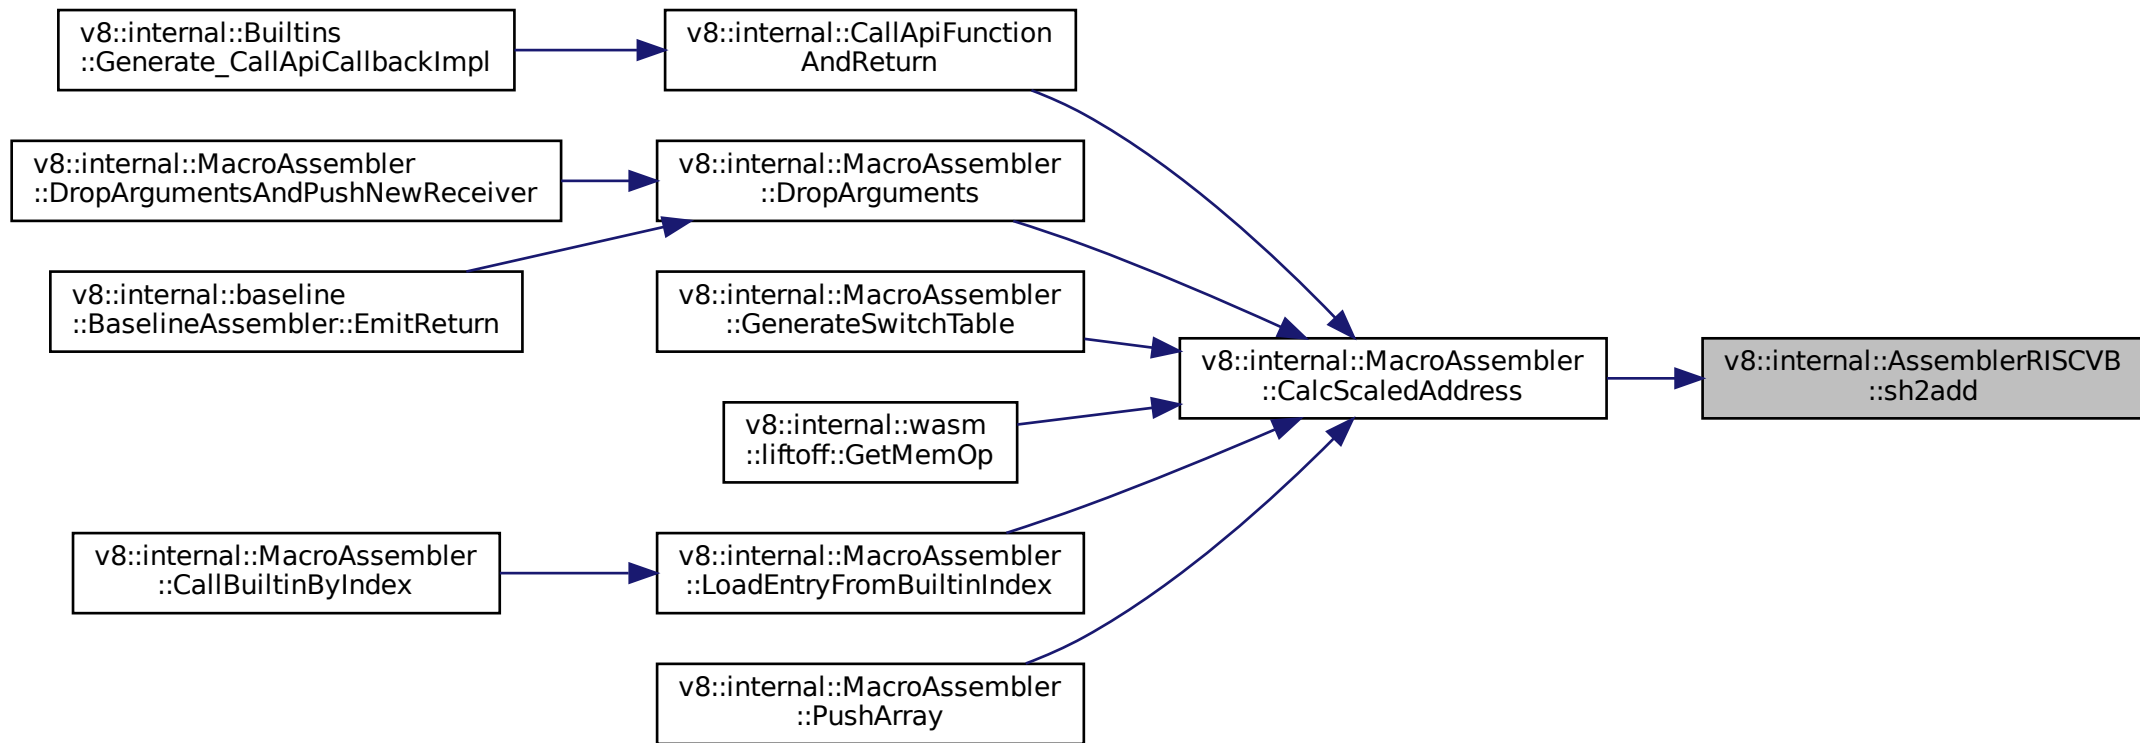 v8::internal::Builtins
::Generate_CallApiCallbackImpl
v8::internal::CallApiFunction
AndReturn
v8::internal::MacroAssembler
::DropArgumentsAndPushNewReceiver
v8::internal::MacroAssembler
::DropArguments
v8::internal::baseline
::BaselineAssembler::EmitReturn
v8::internal::MacroAssembler
::GenerateSwitchTable
v8::internal::MacroAssembler
::CalcScaledAddress
v8::internal::AssemblerRISCVB
::sh2add
v8::internal::wasm
::liftoff::GetMemOp
v8::internal::MacroAssembler
::CallBuiltinByIndex
v8::internal::MacroAssembler
::LoadEntryFromBuiltinIndex
v8::internal::MacroAssembler
::PushArray